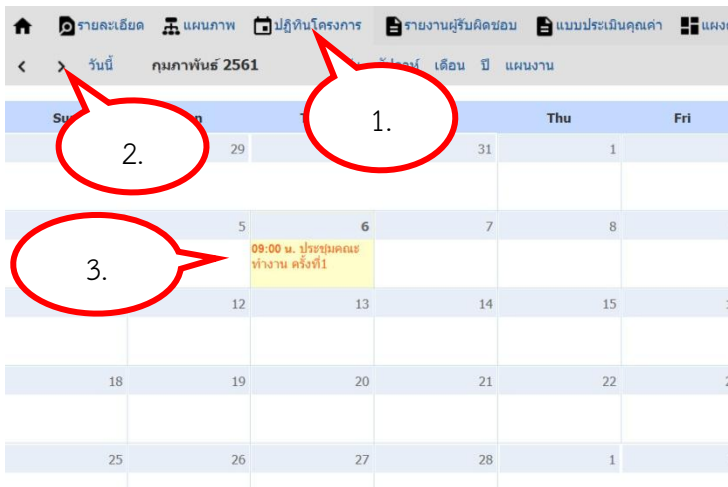 รายละเอียด แผนภาพ ปฏิทินโครงการ รายงานผู้รับผิดชอบ แบบประเมินคุณค่า
วันนี้ กุมภาพันธ์ 2561 เดือน ปี แผนงาน
1.
Thu Fri
2.
29 31 1
5 6 7 8
09:00 น. ประชุมคณะ
ทำงาน ครั้งที่1
3.
12 13 14 15
18 19 20 21 22
25 26 27 28 1